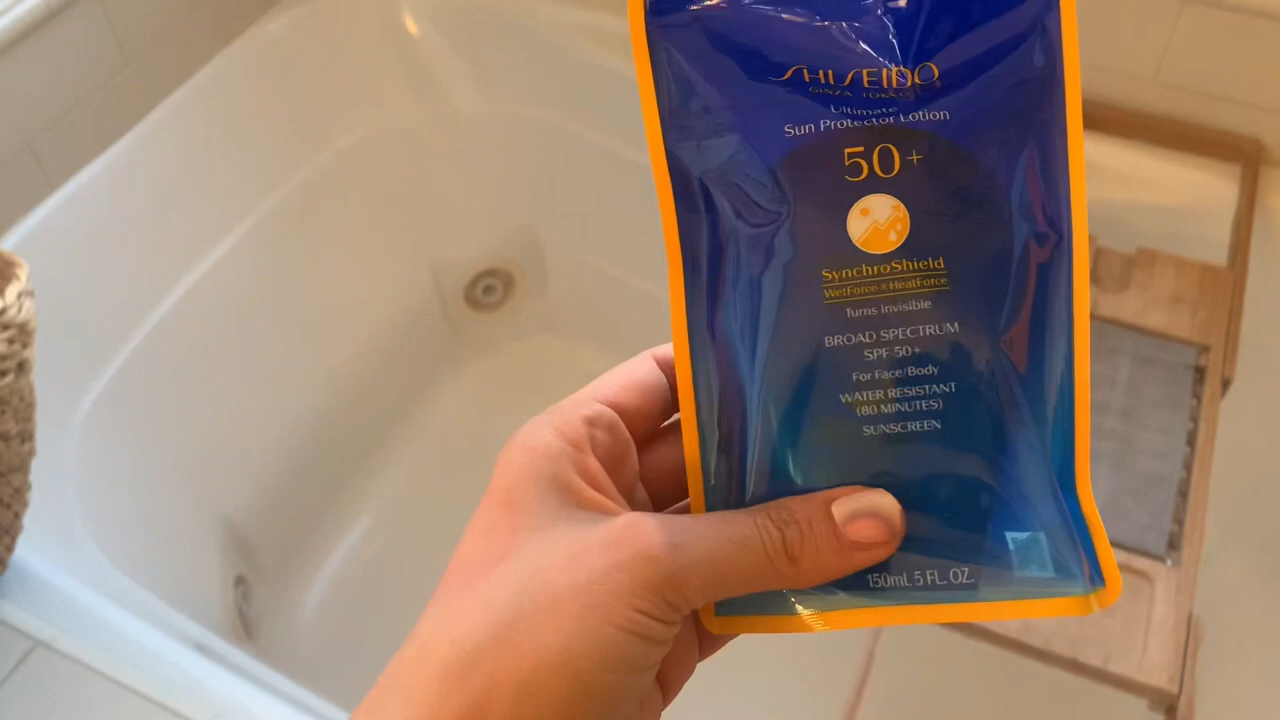 SHISEIDO
GINZA TOKYO
Ultimate
Sun Protector Lotion
50+
SynchroShield
WetForce × HeatForce
Turns Invisible
BROAD SPECTRUM
SPF 50+
For Face/Body
WATER RESISTANT
(80 MINUTES)
SUNSCREEN
150mL 5 FL. OZ.